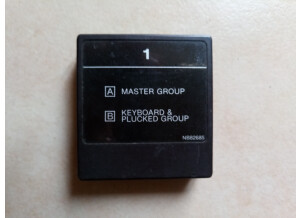 1
A MASTER GROUP
B KEYBOARD &
PLUCKED GROUP